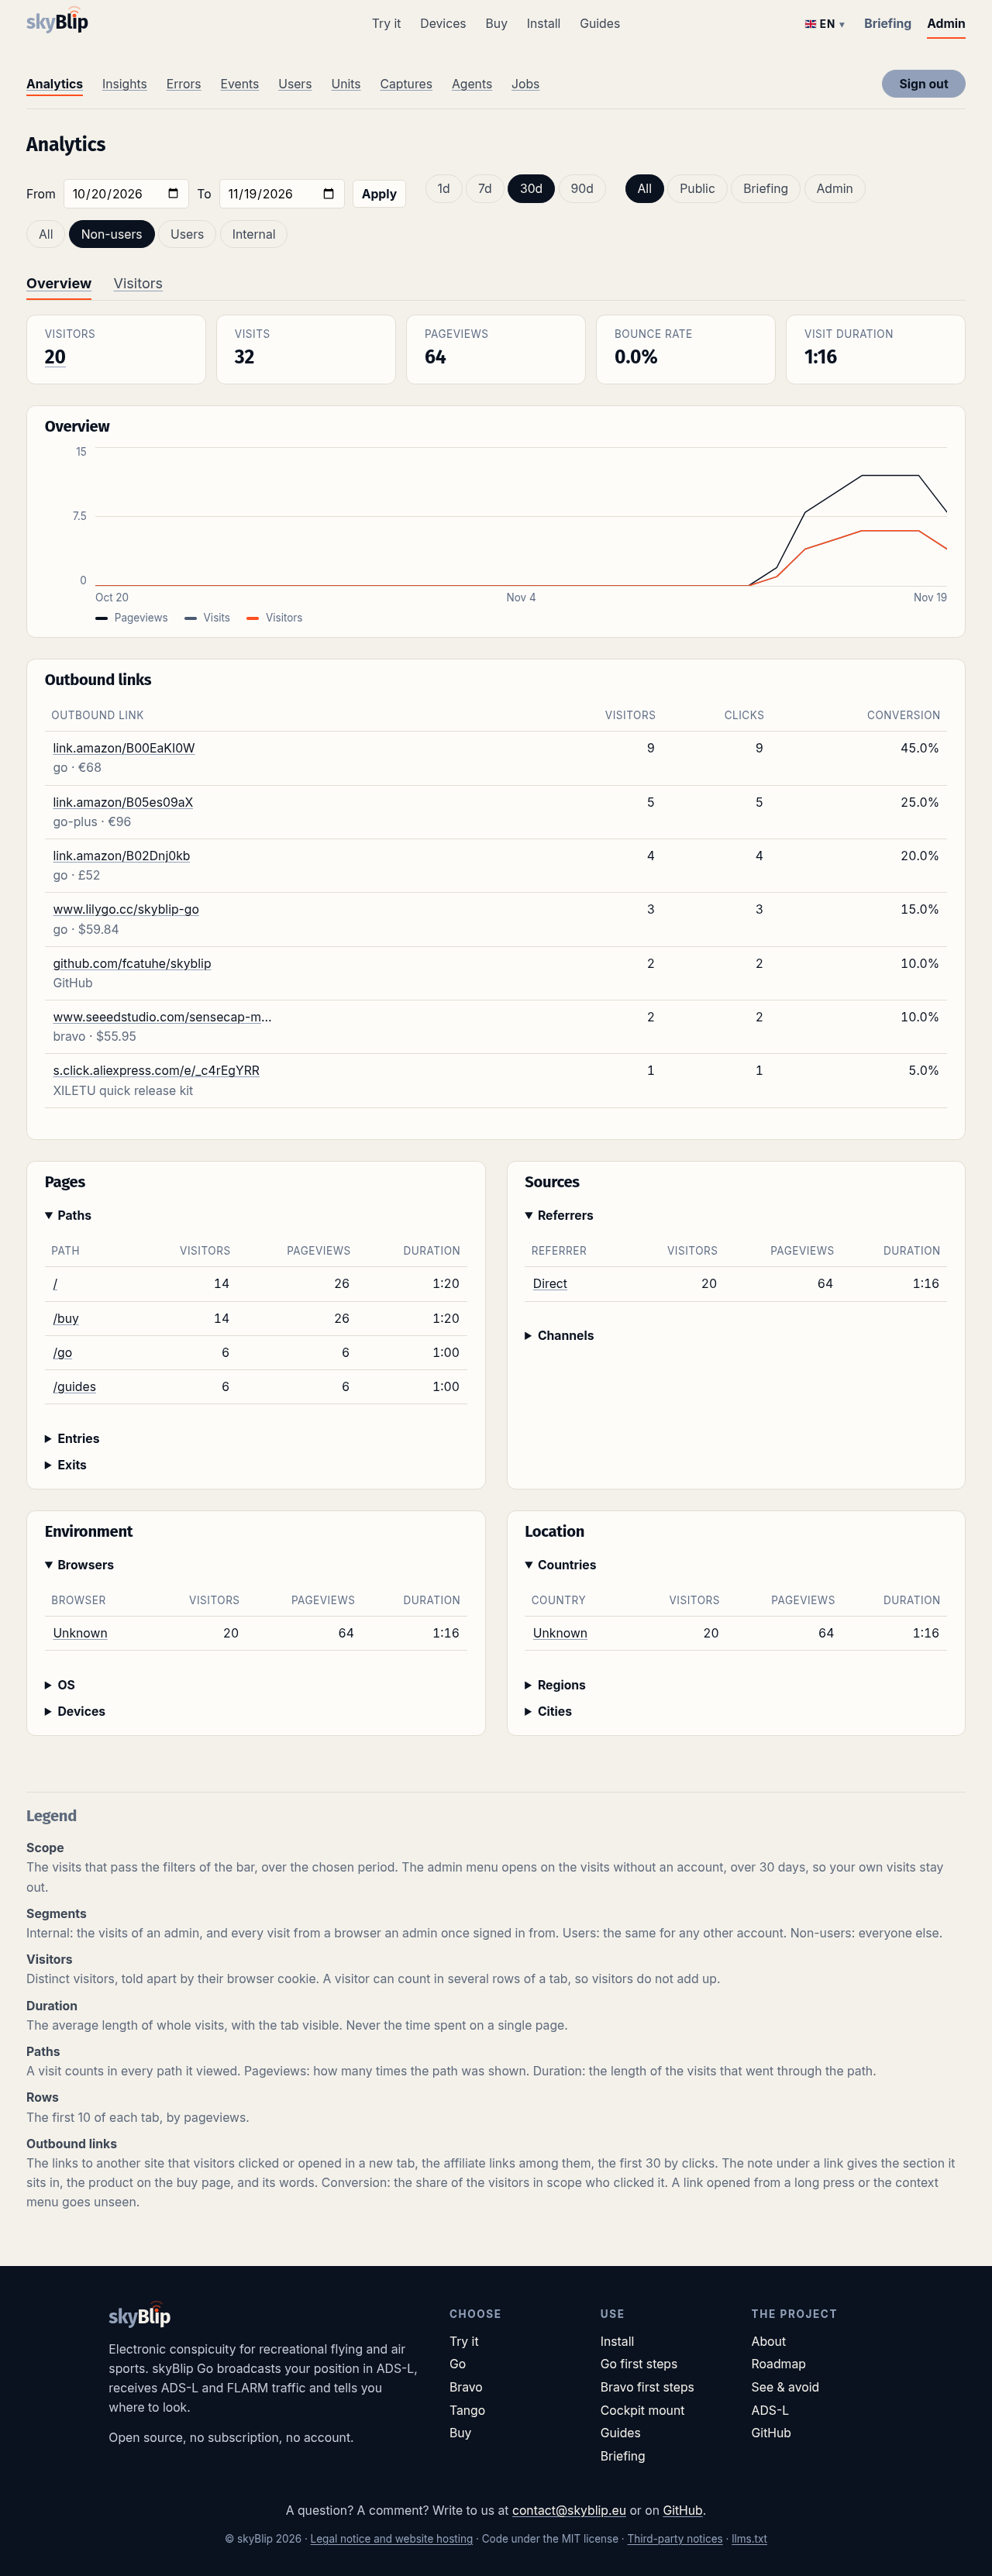 skyBlip
Try it Devices Buy Install Guides
EN ▾ Briefing Admin
Analytics Insights Errors Events Users Units Captures Agents Jobs
Sign out
Analytics
From 10/20/2026 To 11/19/2026 Apply 1d 7d 30d 90d All Public Briefing Admin
All Non-users Users Internal
Overview Visitors
VISITORS VISITS PAGEVIEWS BOUNCE RATE VISIT DURATION
20 32 64 0.0% 1:16
Overview
15
7.5
0
Oct 20 Nov 4 Nov 19
Pageviews Visits Visitors
Outbound links
OUTBOUND LINK VISITORS CLICKS CONVERSION
link.amazon/B00EaKI0W 9 9 45.0%
go · €68
link.amazon/B05es09aX 5 5 25.0%
go-plus · €96
link.amazon/B02Dnj0kb 4 4 20.0%
go · £52
www.lilygo.cc/skyblip-go 3 3 15.0%
go · $59.84
github.com/fcatuhe/skyblip 2 2 10.0%
GitHub
www.seeedstudio.com/sensecap-m... 2 2 10.0%
bravo · $55.95
s.click.aliexpress.com/e/_c4rEgYRR 1 1 5.0%
XILETU quick release kit
Pages
▼ Paths
PATH VISITORS PAGEVIEWS DURATION
/ 14 26 1:20
/buy 14 26 1:20
/go 6 6 1:00
/guides 6 6 1:00
▶ Entries
▶ Exits
Sources
▼ Referrers
REFERRER VISITORS PAGEVIEWS DURATION
Direct 20 64 1:16
▶ Channels
Environment
▼ Browsers
BROWSER VISITORS PAGEVIEWS DURATION
Unknown 20 64 1:16
▶ OS
▶ Devices
Location
▼ Countries
COUNTRY VISITORS PAGEVIEWS DURATION
Unknown 20 64 1:16
▶ Regions
▶ Cities
Legend
Scope
The visits that pass the filters of the bar, over the chosen period. The admin menu opens on the visits without an account, over 30 days, so your own visits stay
out.
Segments
Internal: the visits of an admin, and every visit from a browser an admin once signed in from. Users: the same for any other account. Non-users: everyone else.
Visitors
Distinct visitors, told apart by their browser cookie. A visitor can count in several rows of a tab, so visitors do not add up.
Duration
The average length of whole visits, with the tab visible. Never the time spent on a single page.
Paths
A visit counts in every path it viewed. Pageviews: how many times the path was shown. Duration: the length of the visits that went through the path.
Rows
The first 10 of each tab, by pageviews.
Outbound links
The links to another site that visitors clicked or opened in a new tab, the affiliate links among them, the first 30 by clicks. The note under a link gives the section it
sits in, the product on the buy page, and its words. Conversion: the share of the visitors in scope who clicked it. A link opened from a long press or the context
menu goes unseen.
skyBlip
Electronic conspicuity for recreational flying and air
sports. skyBlip Go broadcasts your position in ADS-L,
receives ADS-L and FLARM traffic and tells you
where to look.
Open source, no subscription, no account.
CHOOSE
Try it
Go
Bravo
Tango
Buy
USE
Install
Go first steps
Bravo first steps
Cockpit mount
Guides
Briefing
THE PROJECT
About
Roadmap
See & avoid
ADS-L
GitHub
A question? A comment? Write to us at contact@skyblip.eu or on GitHub.
© skyBlip 2026 · Legal notice and website hosting · Code under the MIT license · Third-party notices · llms.txt